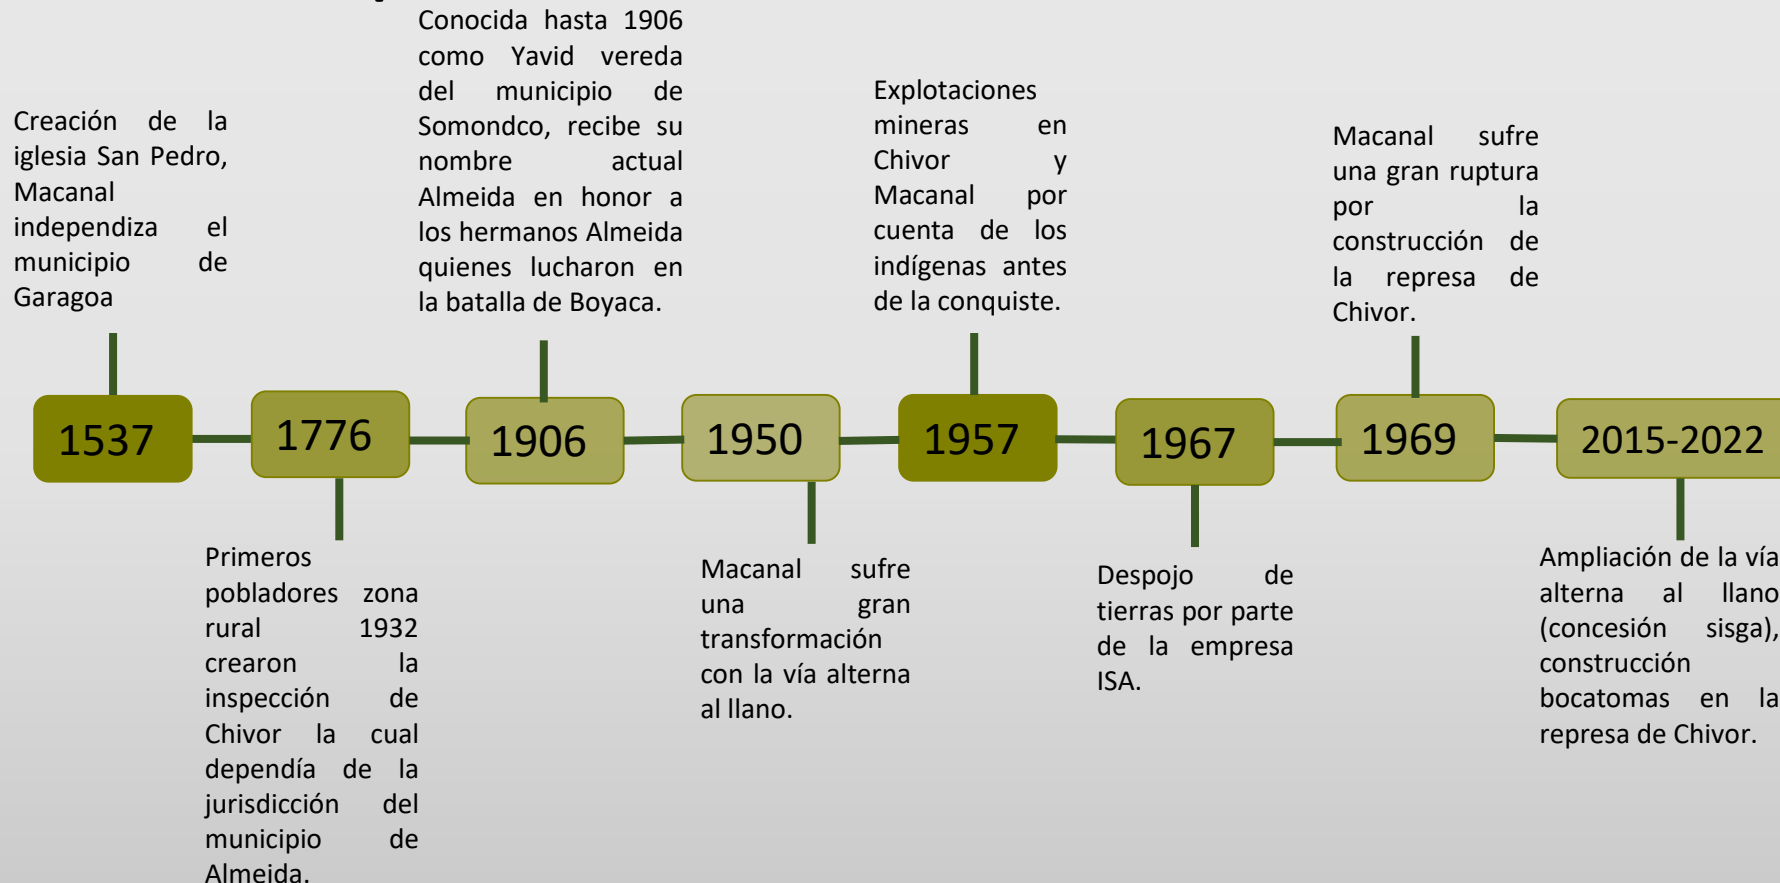 Conocida hasta 1906
como Yavid vereda
del municipio de
Somondco, recibe su
nombre actual
Almeida en honor a
los hermanos Almeida
quienes lucharon en
la batalla de Boyaca.
Creación de la
iglesia San Pedro,
Macanal
independiza el
municipio de
Garagoa
Explotaciones
mineras en
Chivor y
Macanal por
cuenta de los
indígenas antes
de la conquiste.
Macanal sufre
una gran ruptura
por la
construcción de
la represa de
Chivor.
1537
1776
1906
1950
1957
1967
1969
2015-2022
Primeros
pobladores zona
rural 1932
crearon la
inspección de
Chivor la cual
dependía de la
jurisdicción del
municipio de
Almeida.
Macanal sufre
una gran
transformación
con la vía alterna
al llano.
Despojo de
tierras por parte
de la empresa
ISA.
Ampliación de la vía
alterna al llano
(concesión sisga),
construcción
bocatomas en la
represa de Chivor.